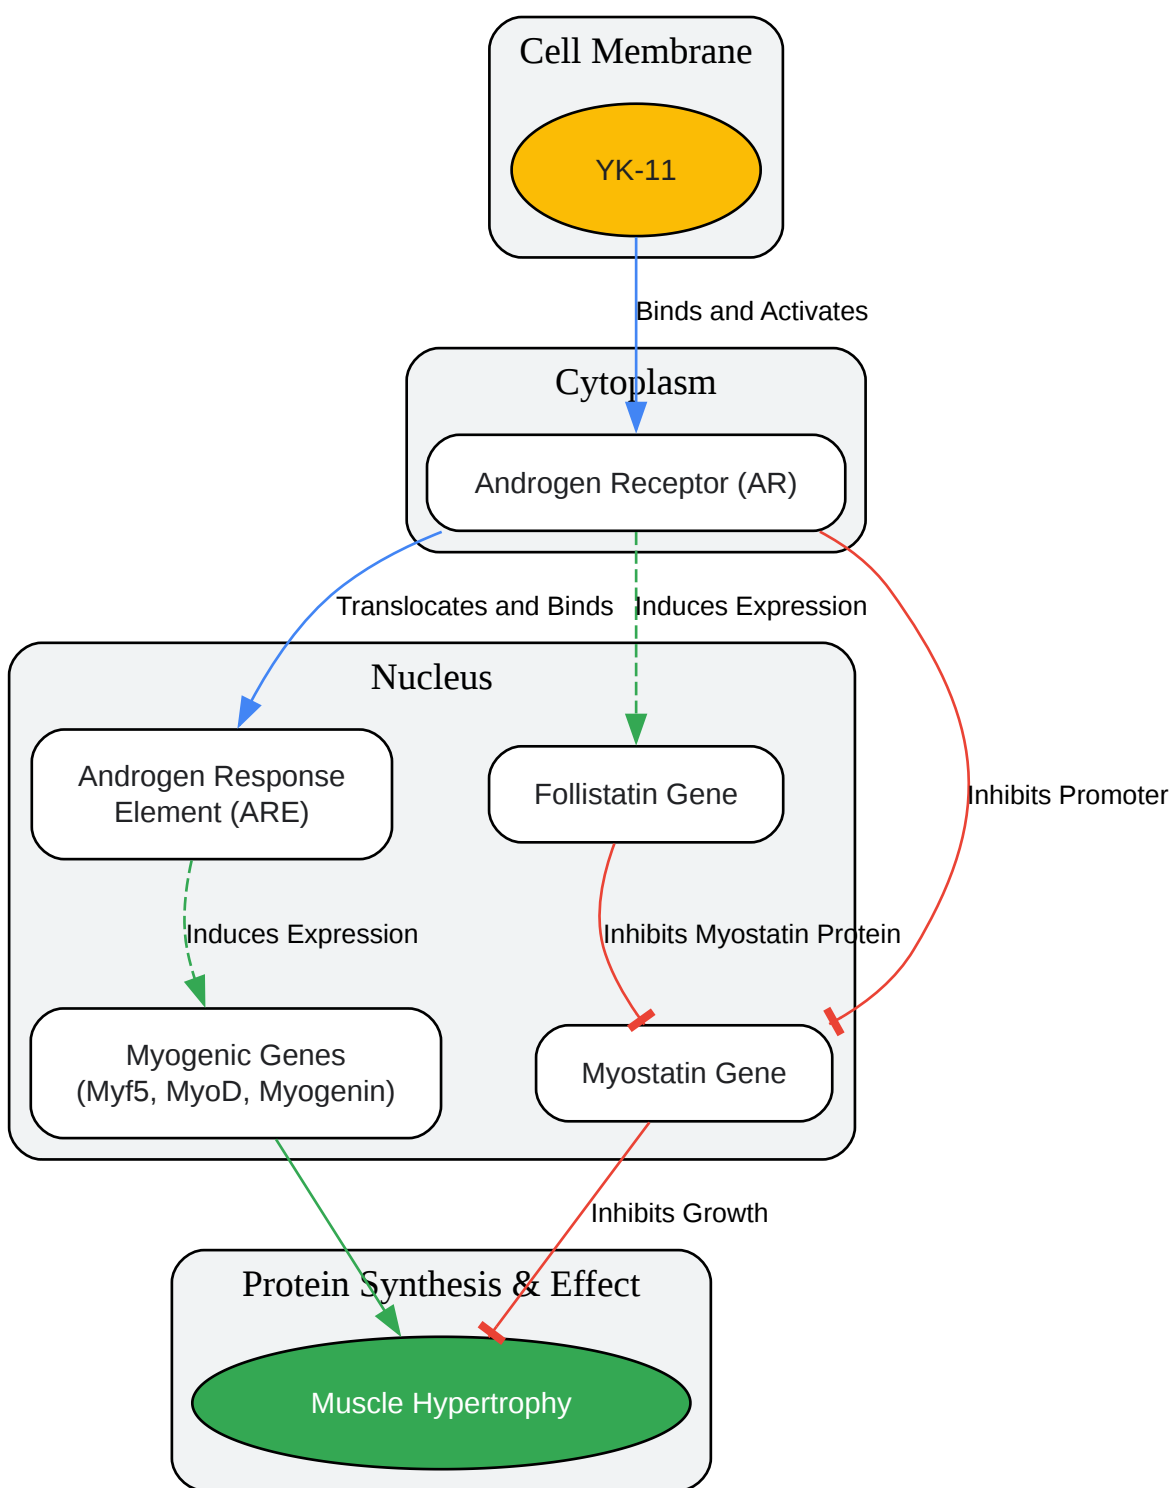 Cell Membrane
YK-11
Binds and Activates
Cytoplasm
Androgen Receptor (AR)
Translocates and Binds
Induces Expression
Nucleus
Androgen Response
Element (ARE)
Follistatin Gene
Inhibits Promoter
Induces Expression
Inhibits Myostatin Protein
Myogenic Genes
(Myf5, MyoD, Myogenin)
Myostatin Gene
Inhibits Growth
Protein Synthesis & Effect
Muscle Hypertrophy